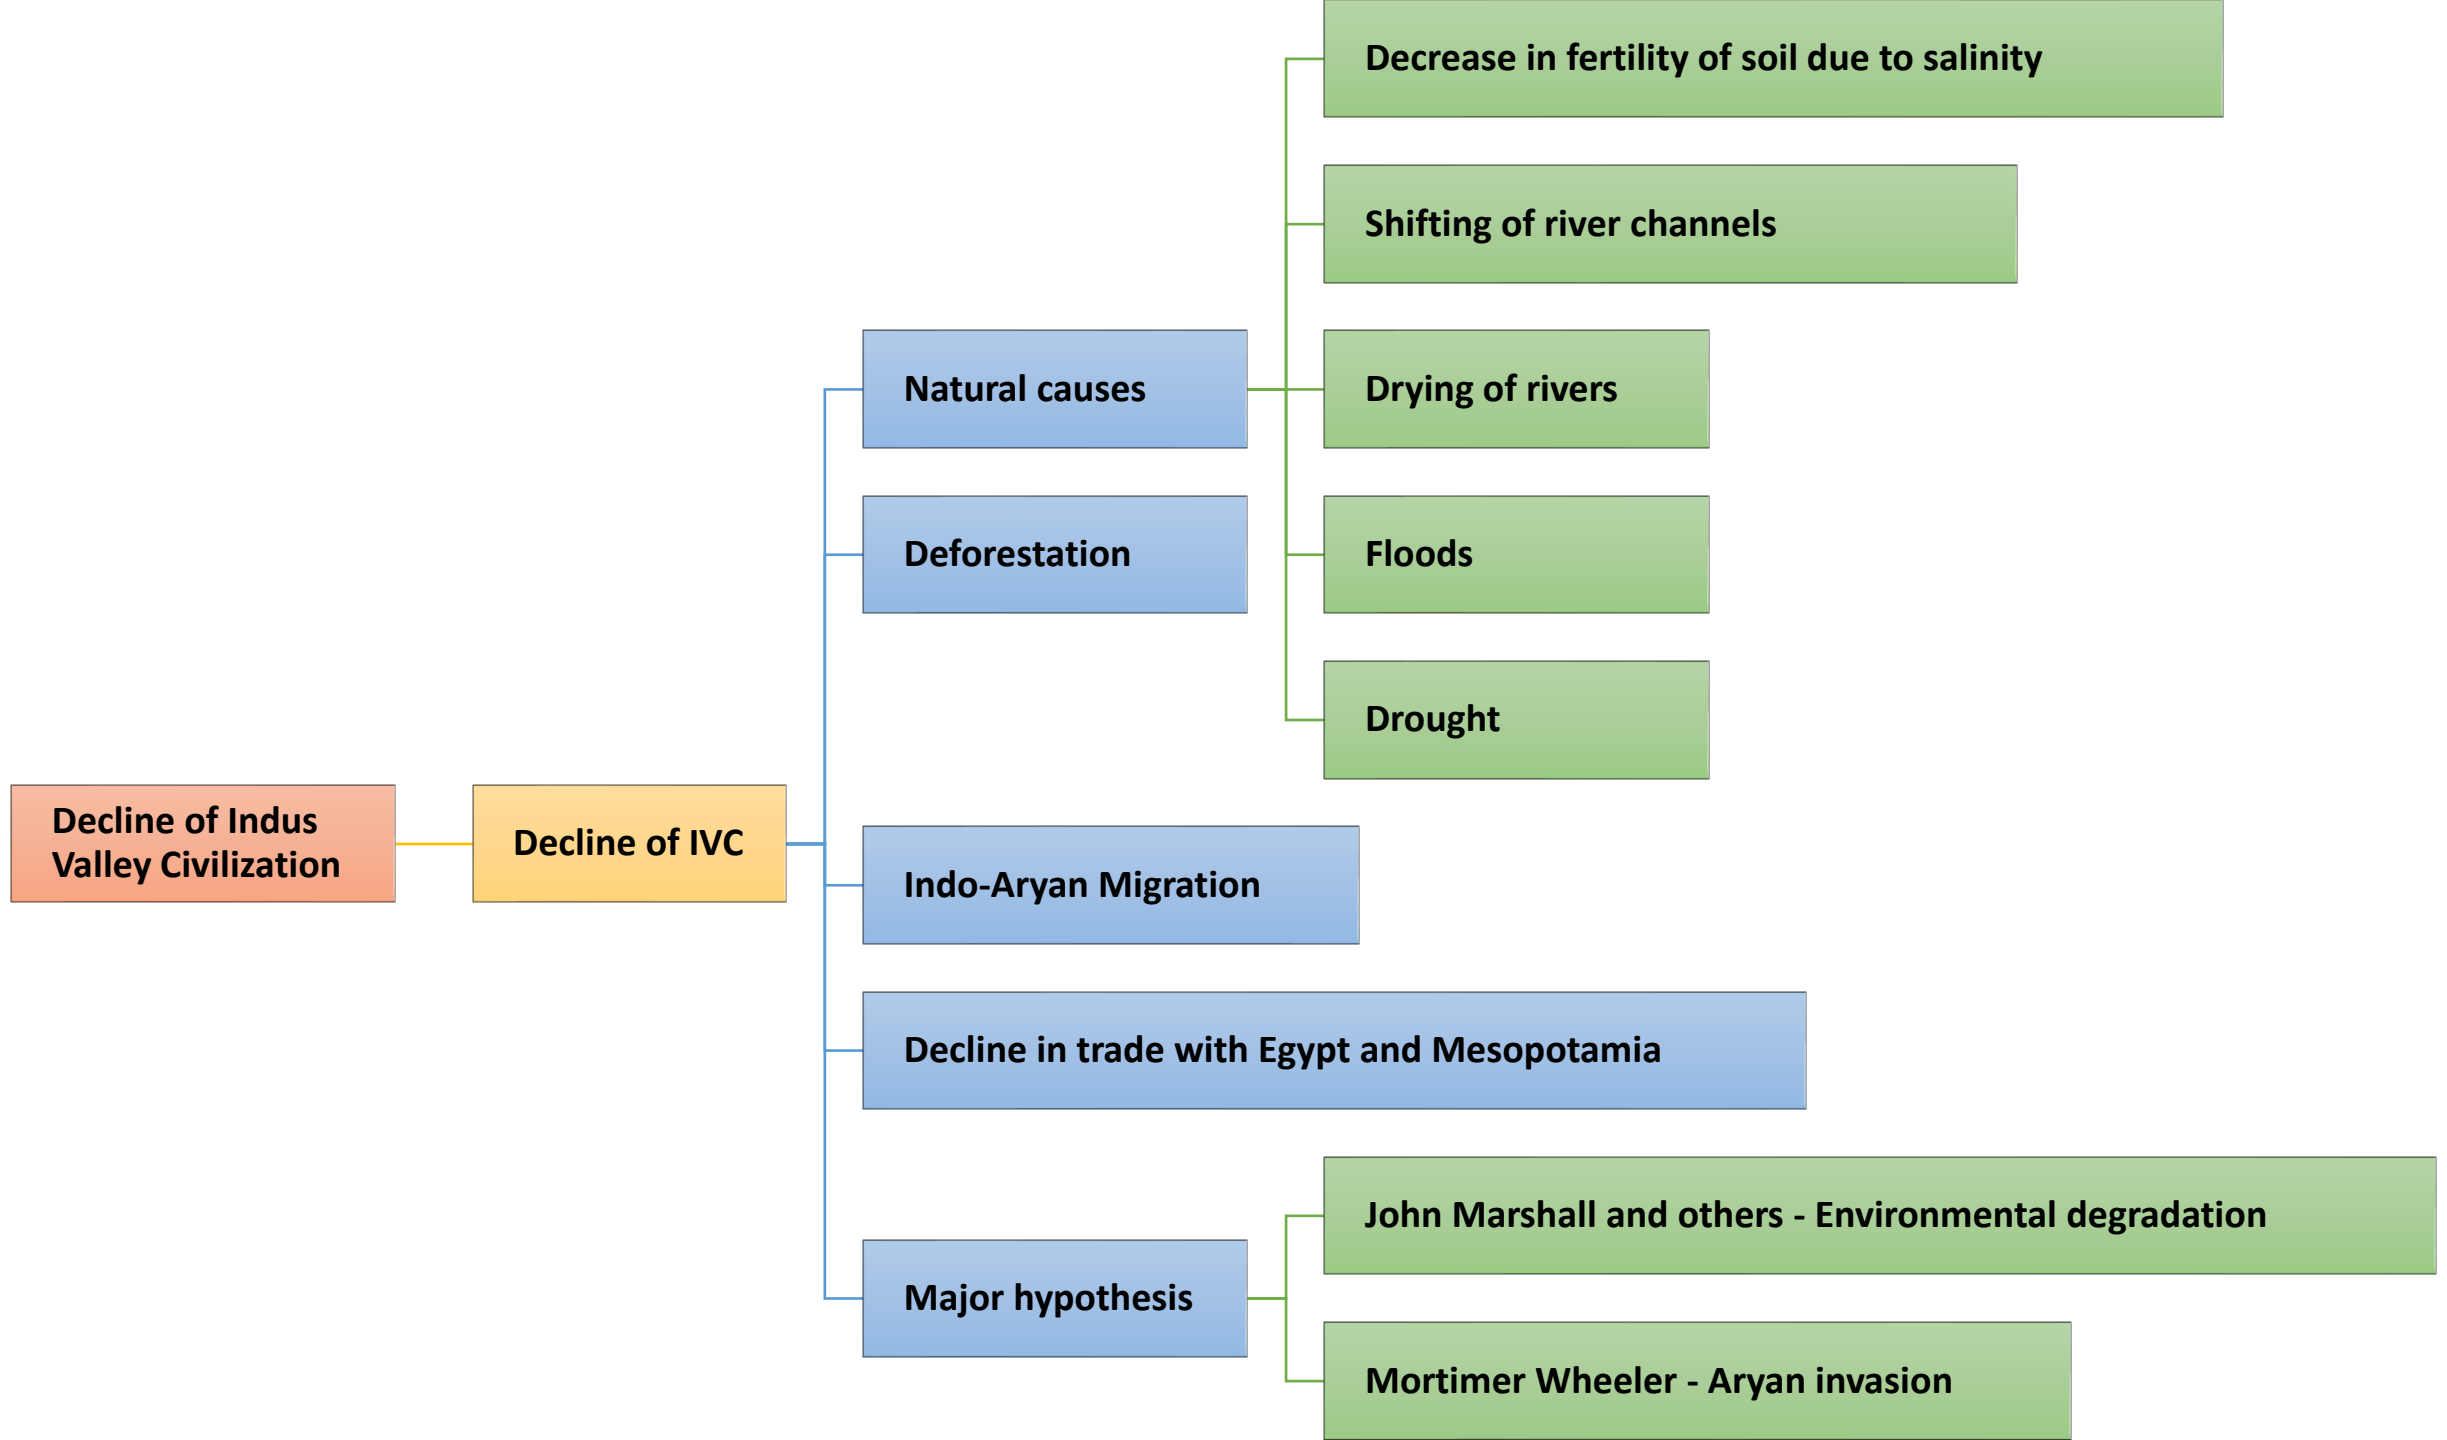 Decline of Indus
Valley Civilization
Decline of IVC
Natural causes
Decrease in fertility of soil due to salinity
Shifting of river channels
Drying of rivers
Floods
Drought
Deforestation
Indo-Aryan Migration
Decline in trade with Egypt and Mesopotamia
Major hypothesis
John Marshall and others - Environmental degradation
Mortimer Wheeler - Aryan invasion